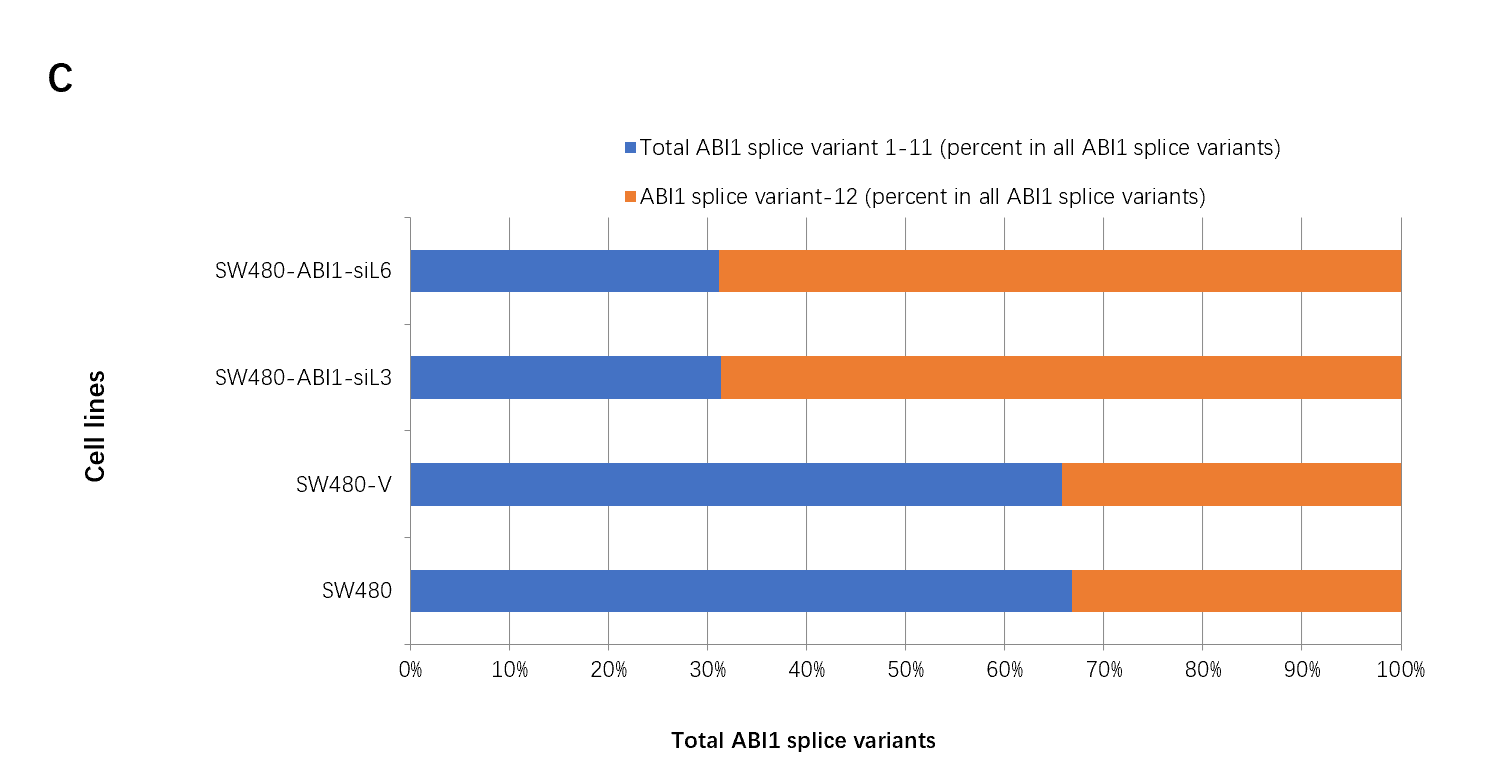 C
Total ABI1 splice variant 1-11 (percent in all ABI1 splice variants)
ABI1 splice variant-12 (percent in all ABI1 splice variants)
SW480-ABI1-siL6
SW480-ABI1-siL3
SW480-V
SW480
Cell lines
0% 10% 20% 30% 40% 50% 60% 70% 80% 90% 100%
Total ABI1 splice variants